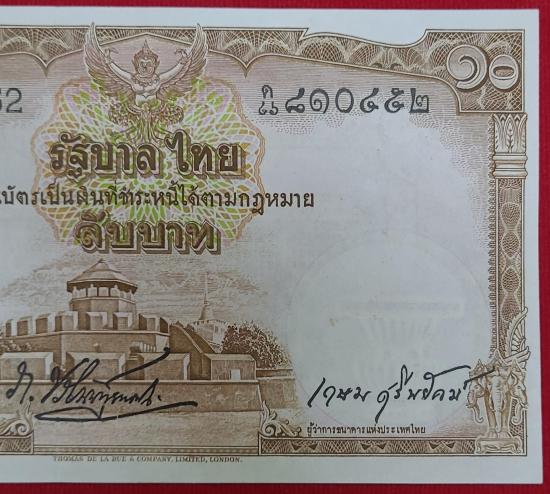 ๑๐
52 ๘๑๐๔๕๒
รัฐบาล ไทย
บัตรเป็นเงินที่ชำระหนี้ได้ตามกฎหมาย
สิบบาท
เกษม ศรีพยัคฆ์
ผู้ว่าการธนาคารแห่งประเทศไทย
THOMAS DE LA RUE & COMPANY, LIMITED, LONDON.